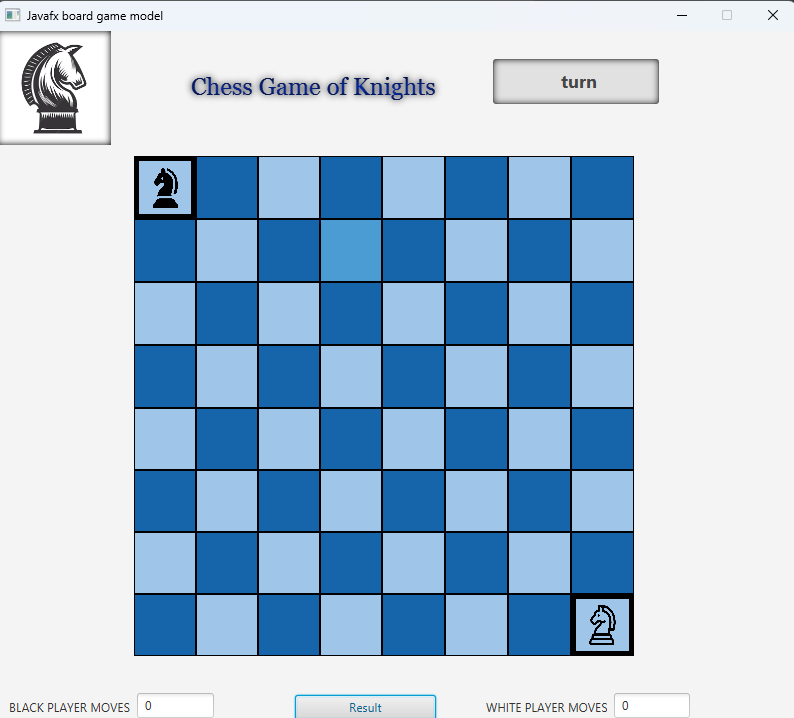 Javafx board game model
Chess Game of Knights
turn
BLACK PLAYER MOVES 0
Result
WHITE PLAYER MOVES 0